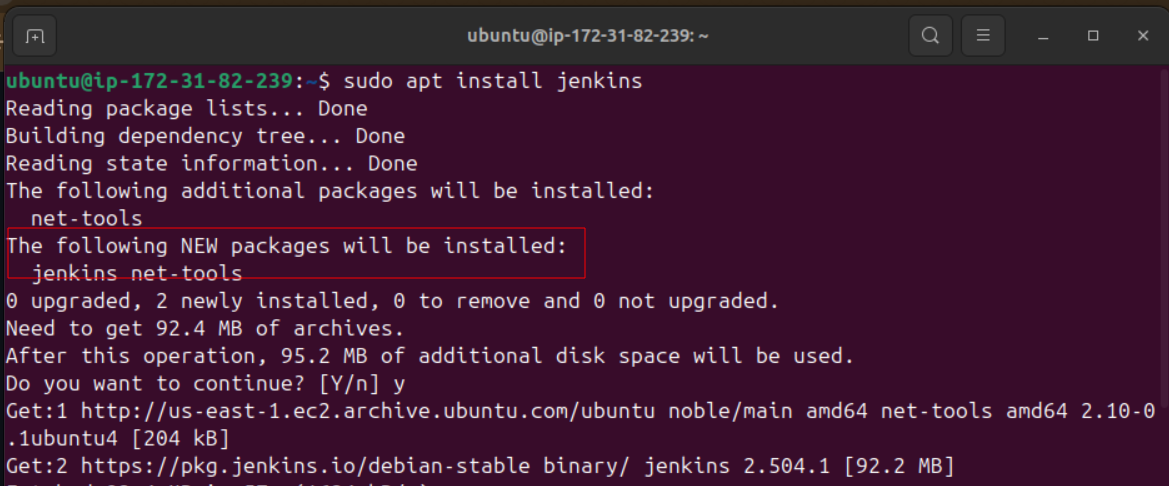 ubuntu@ip-172-31-82-239: ~
ubuntu@ip-172-31-82-239:~$ sudo apt install jenkins
Reading package lists... Done
Building dependency tree... Done
Reading state information... Done
The following additional packages will be installed:
  net-tools
The following NEW packages will be installed:
  jenkins net-tools
0 upgraded, 2 newly installed, 0 to remove and 0 not upgraded.
Need to get 92.4 MB of archives.
After this operation, 95.2 MB of additional disk space will be used.
Do you want to continue? [Y/n] y
Get:1 http://us-east-1.ec2.archive.ubuntu.com/ubuntu noble/main amd64 net-tools amd64 2.10-0
.1ubuntu4 [204 kB]
Get:2 https://pkg.jenkins.io/debian-stable binary/ jenkins 2.504.1 [92.2 MB]